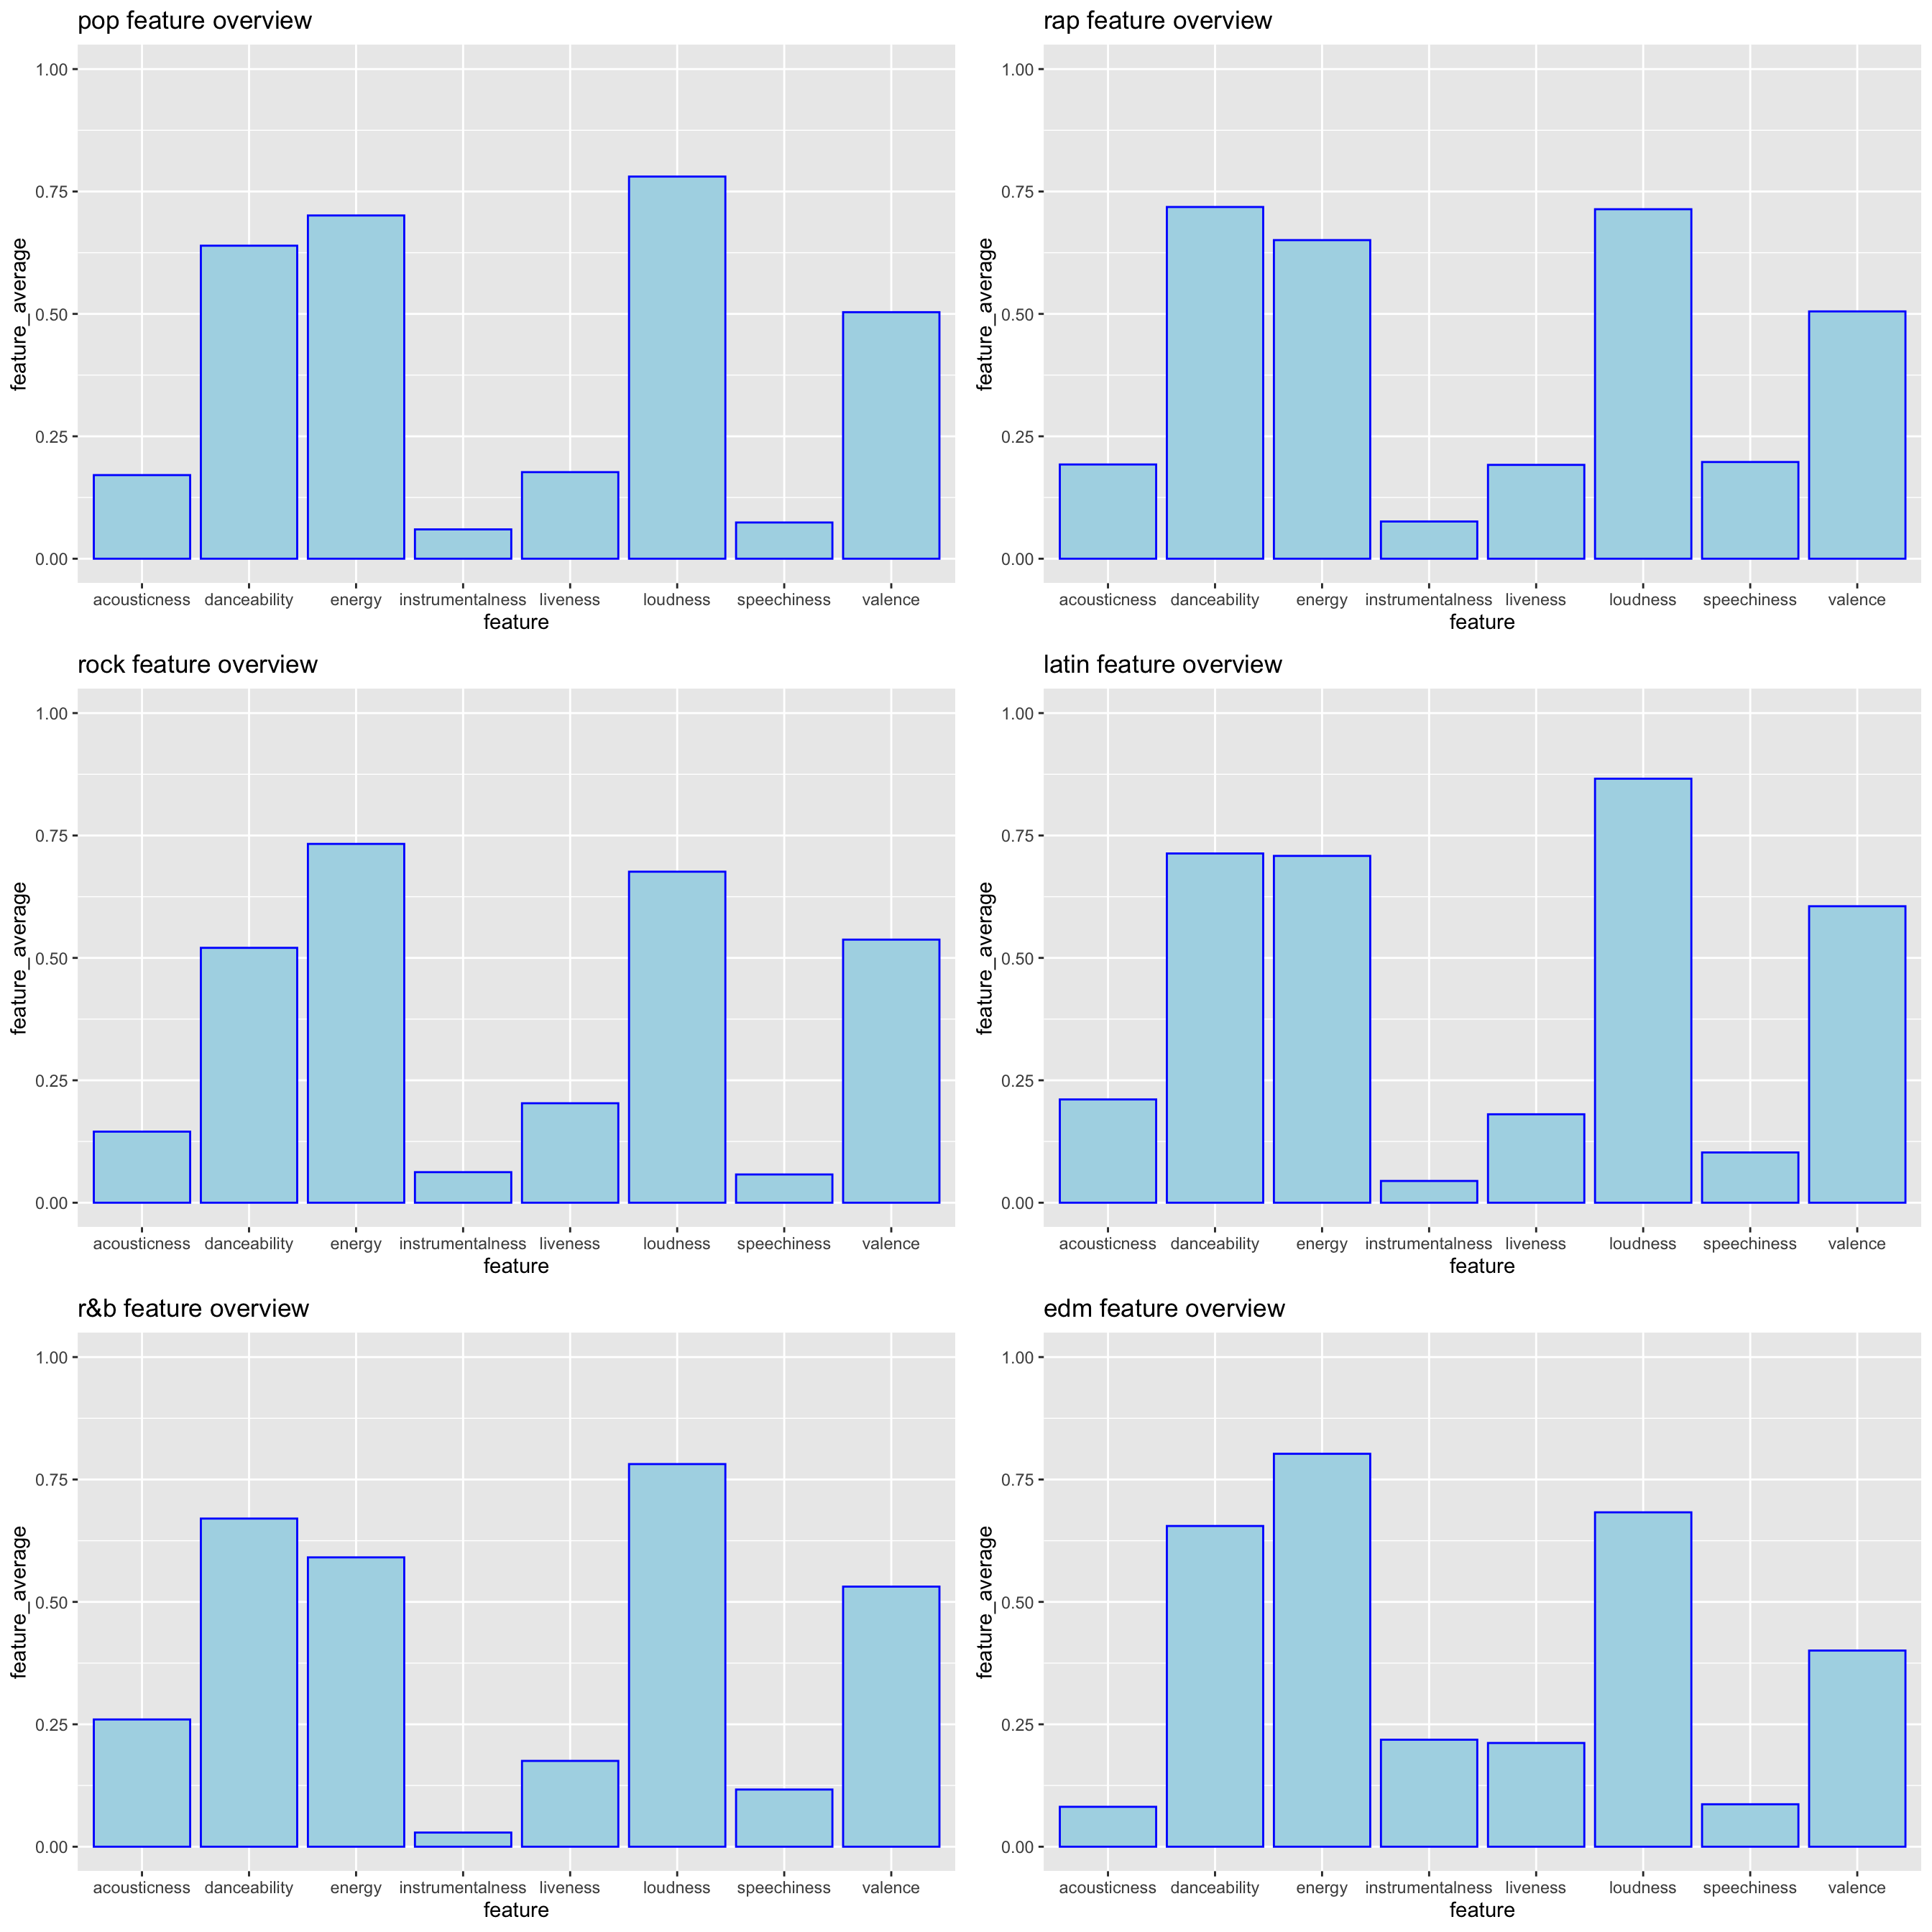 pop feature overview
feature_average
1.00
0.75
0.50
0.25
0.00
acousticness danceability energy instrumentalness liveness loudness speechiness valence
feature
rap feature overview
feature_average
1.00
0.75
0.50
0.25
0.00
acousticness danceability energy instrumentalness liveness loudness speechiness valence
feature
rock feature overview
feature_average
1.00
0.75
0.50
0.25
0.00
acousticness danceability energy instrumentalness liveness loudness speechiness valence
feature
latin feature overview
feature_average
1.00
0.75
0.50
0.25
0.00
acousticness danceability energy instrumentalness liveness loudness speechiness valence
feature
r&b feature overview
feature_average
1.00
0.75
0.50
0.25
0.00
acousticness danceability energy instrumentalness liveness loudness speechiness valence
feature
edm feature overview
feature_average
1.00
0.75
0.50
0.25
0.00
acousticness danceability energy instrumentalness liveness loudness speechiness valence
feature